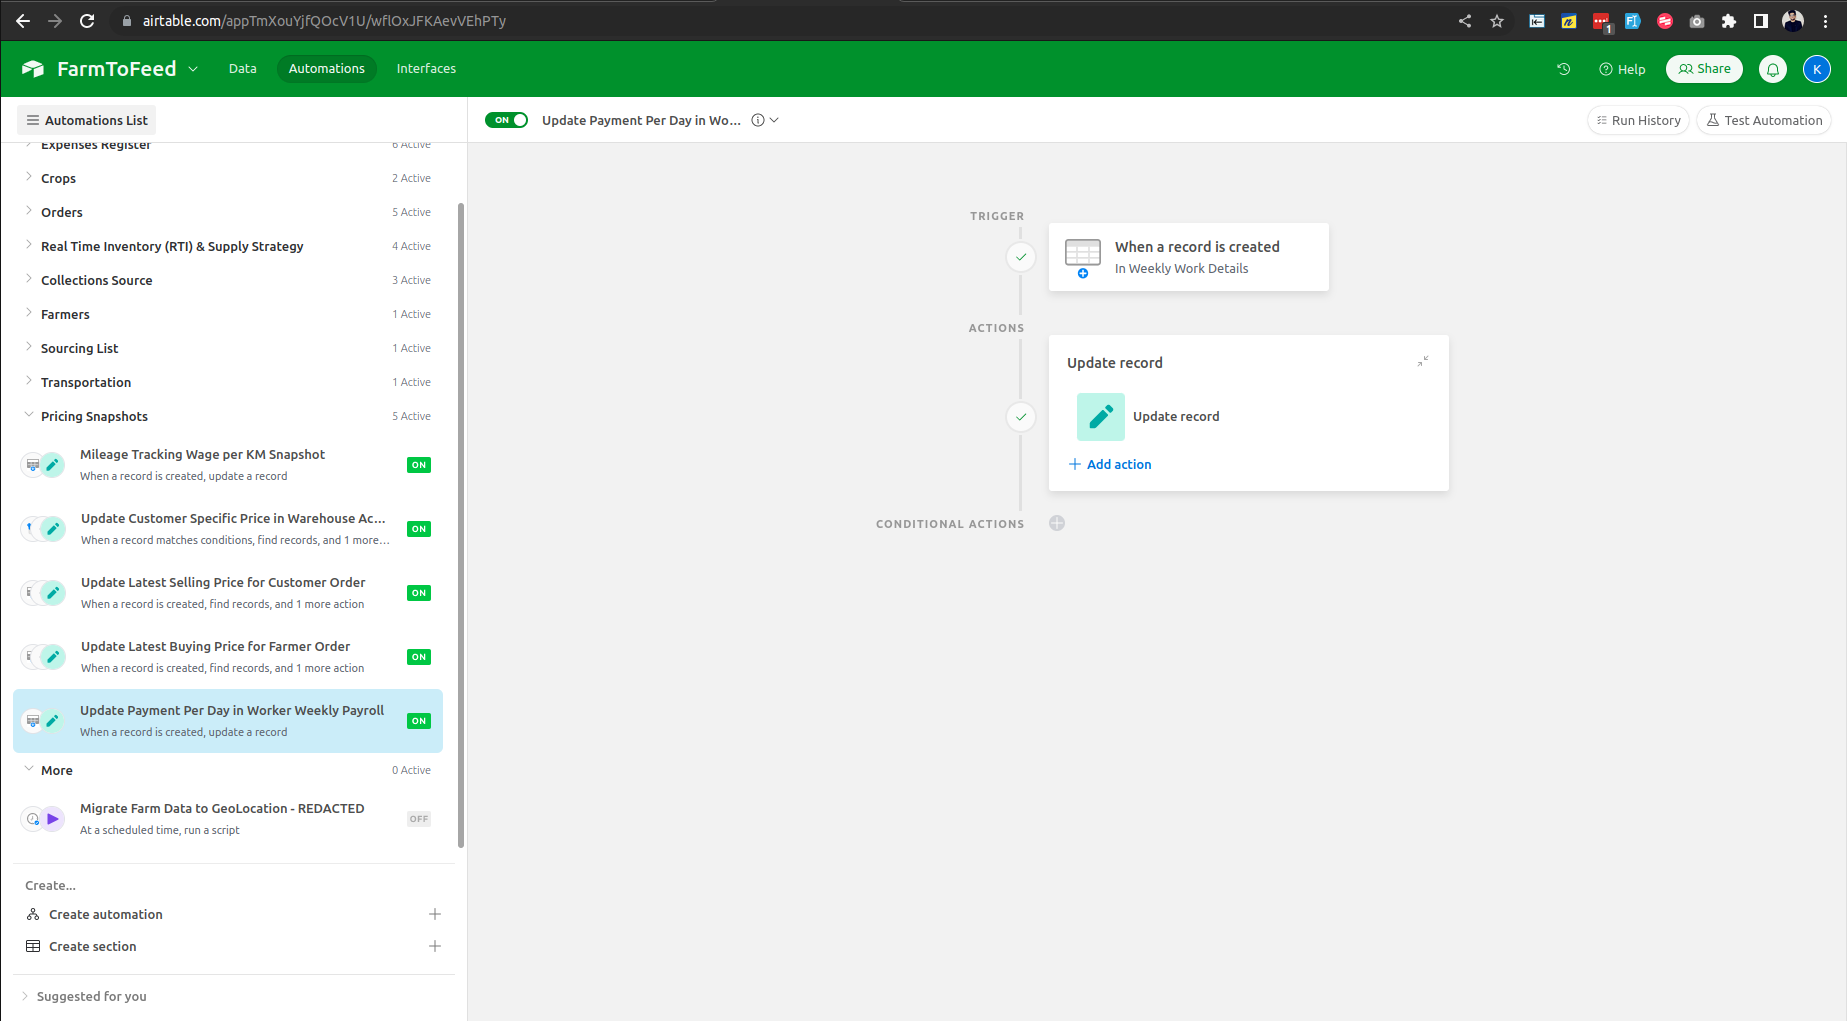 airtable.com/appTmXouYjfQOcV1U/wflOxJFKAevVEhPTy
1
FarmToFeed
Data
Automations
Interfaces
Help
Share
K
Automations List
ON
Update Payment Per Day in Wo...
Run History
Test Automation
Expenses Register
6 Active
Crops
2 Active
Orders
5 Active
Real Time Inventory (RTI) & Supply Strategy
4 Active
Collections Source
3 Active
Farmers
1 Active
Sourcing List
1 Active
Transportation
1 Active
Pricing Snapshots
5 Active
Mileage Tracking Wage per KM Snapshot
When a record is created, update a record
ON
Update Customer Specific Price in Warehouse Ac...
When a record matches conditions, find records, and 1 more...
ON
Update Latest Selling Price for Customer Order
When a record is created, find records, and 1 more action
ON
Update Latest Buying Price for Farmer Order
When a record is created, find records, and 1 more action
ON
Update Payment Per Day in Worker Weekly Payroll
When a record is created, update a record
ON
More
0 Active
Migrate Farm Data to GeoLocation - REDACTED
At a scheduled time, run a script
OFF
Create...
Create automation
Create section
Suggested for you
TRIGGER
When a record is created
In Weekly Work Details
ACTIONS
Update record
Update record
Add action
CONDITIONAL ACTIONS